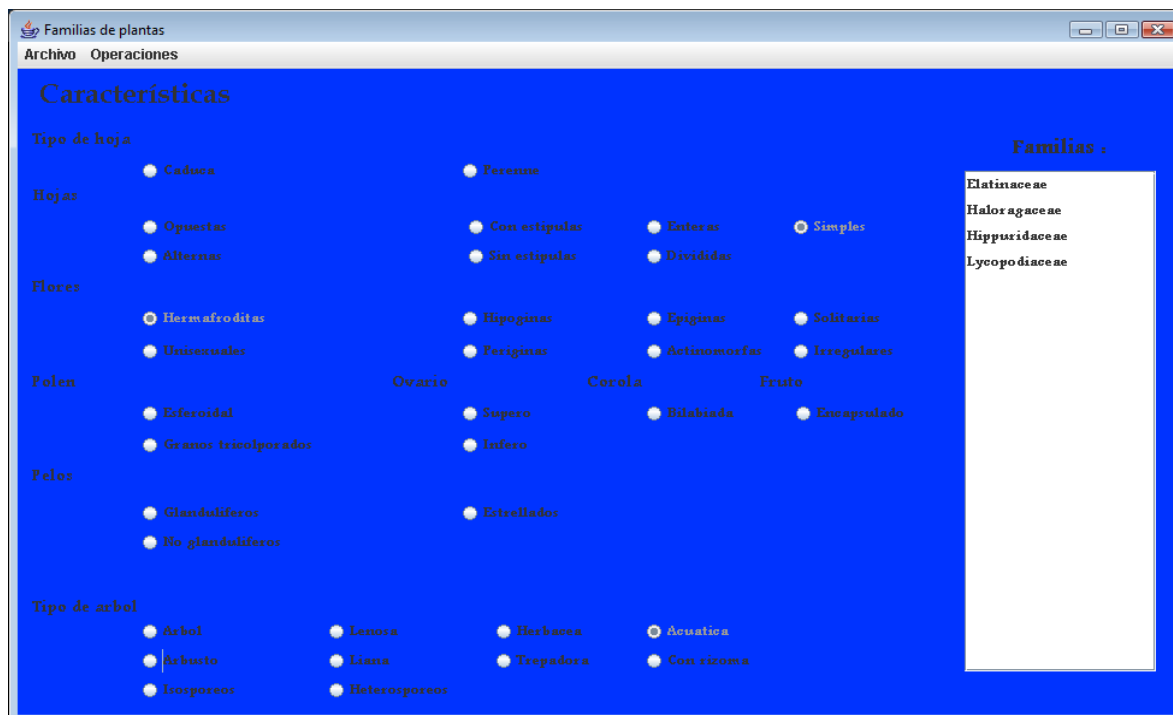 Familias de plantas
Archivo Operaciones
Características
Tipo de hoja
Familias :
Caduca Perenne
Elatinaceae
Hojas
Haloragaceae
Opuestas Con estipulas Enteras Simples
Hippuridaceae
Alternas Sin estipulas Divididas
Lycopodiaceae
Flores
Hermafroditas Hipoginas Epiginas Solitarias
Unisexuales Periginas Actinomorfas Irregulares
Polen Ovario Corola Fruto
Esferoidal Supero Bilabiada Encapsulado
Granos tricolporados Infero
Pelos
Glanduliferos Estrellados
No glanduliferos
Tipo de arbol
Arbol Lenosa Herbacea Acuatica
Arbusto Liana Trepadora Con rizoma
Isosporeos Heterosporeos